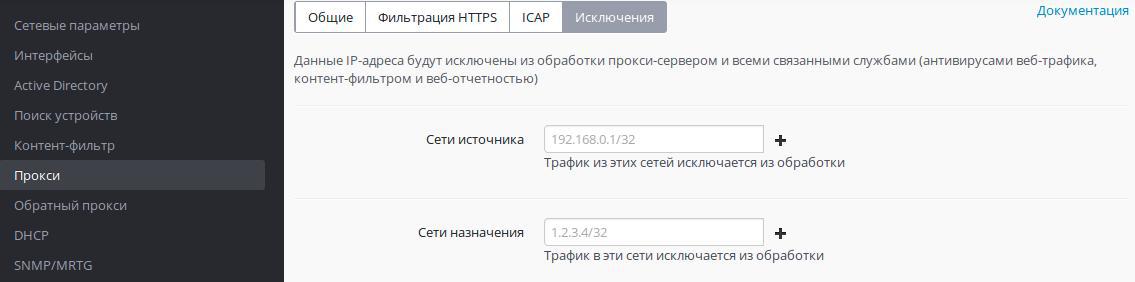 Сетевые параметры
Интерфейсы
Active Directory
Поиск устройств
Контент-фильтр
Прокси
Обратный прокси
DHCP
SNMP/MRTG
Общие Фильтрация HTTPS ICAP Исключения
Документация
Данные IP-адреса будут исключены из обработки прокси-сервером и всеми связанными службами (антивирусами веб-трафика,
контент-фильтром и веб-отчетностью)
Сети источника 192.168.0.1/32
Трафик из этих сетей исключается из обработки
Сети назначения 1.2.3.4/32
Трафик в эти сети исключается из обработки